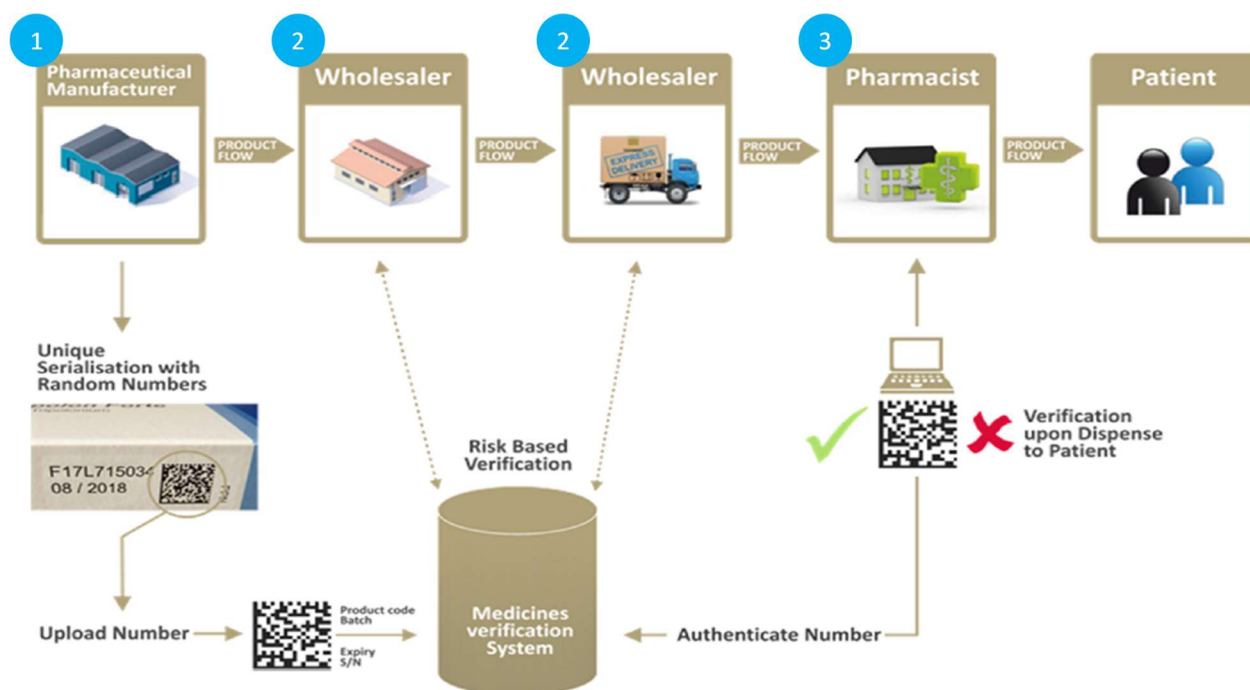 1
Pharmaceutical
Manufacturer
2
Wholesaler
2
Wholesaler
3
Pharmacist
Patient
PRODUCT
FLOW
PRODUCT
FLOW
EXPRESS
DELIVERY
PRODUCT
FLOW
PRODUCT
FLOW
Unique
Serialisation with
Random Numbers
F17L715034
08 / 2018
Upload Number
Product code
Batch
Expiry
S/N
Risk Based
Verification
Medicines
verification
System
Verification
upon Dispense
to Patient
Authenticate Number